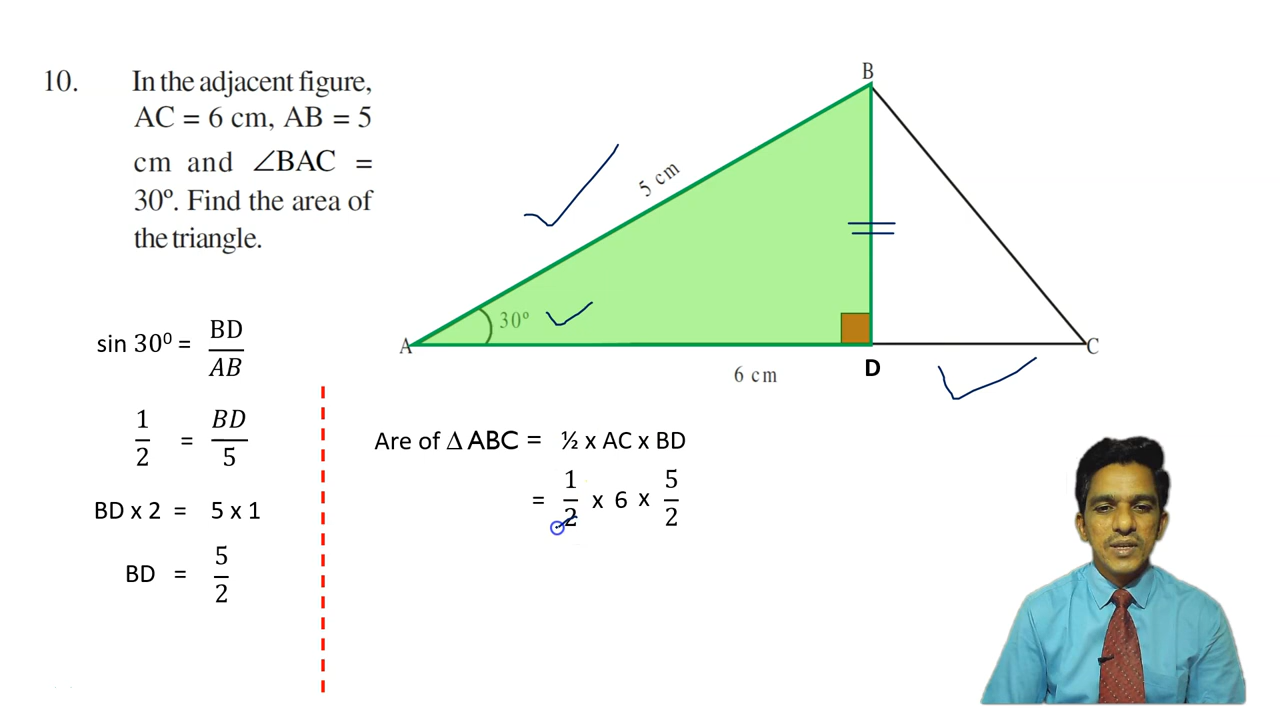 10. In the adjacent figure,
AC = 6 cm, AB = 5
cm and ∠BAC =
30º. Find the area of
the triangle.
B
5 cm
30º
A
C
6 cm
D
sin 30⁰ = BD/AB
1/2 = BD/5
BD x 2 = 5 x 1
BD = 5/2
Are of Δ ABC = ½ x AC x BD
= 1/2 x 6 x 5/2